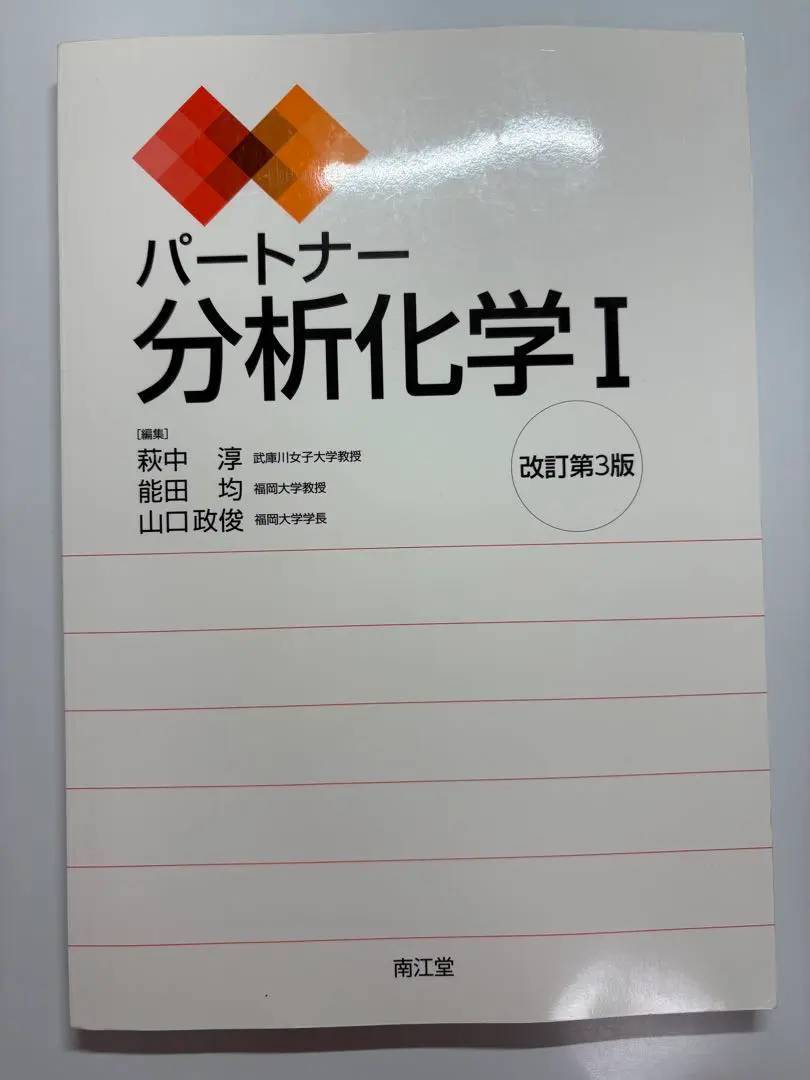 パートナー
分析化学 I
[編集]
萩中 淳 武庫川女子大学教授
能田 均 福岡大学教授
山口政俊 福岡大学学長
改訂第3版
南江堂